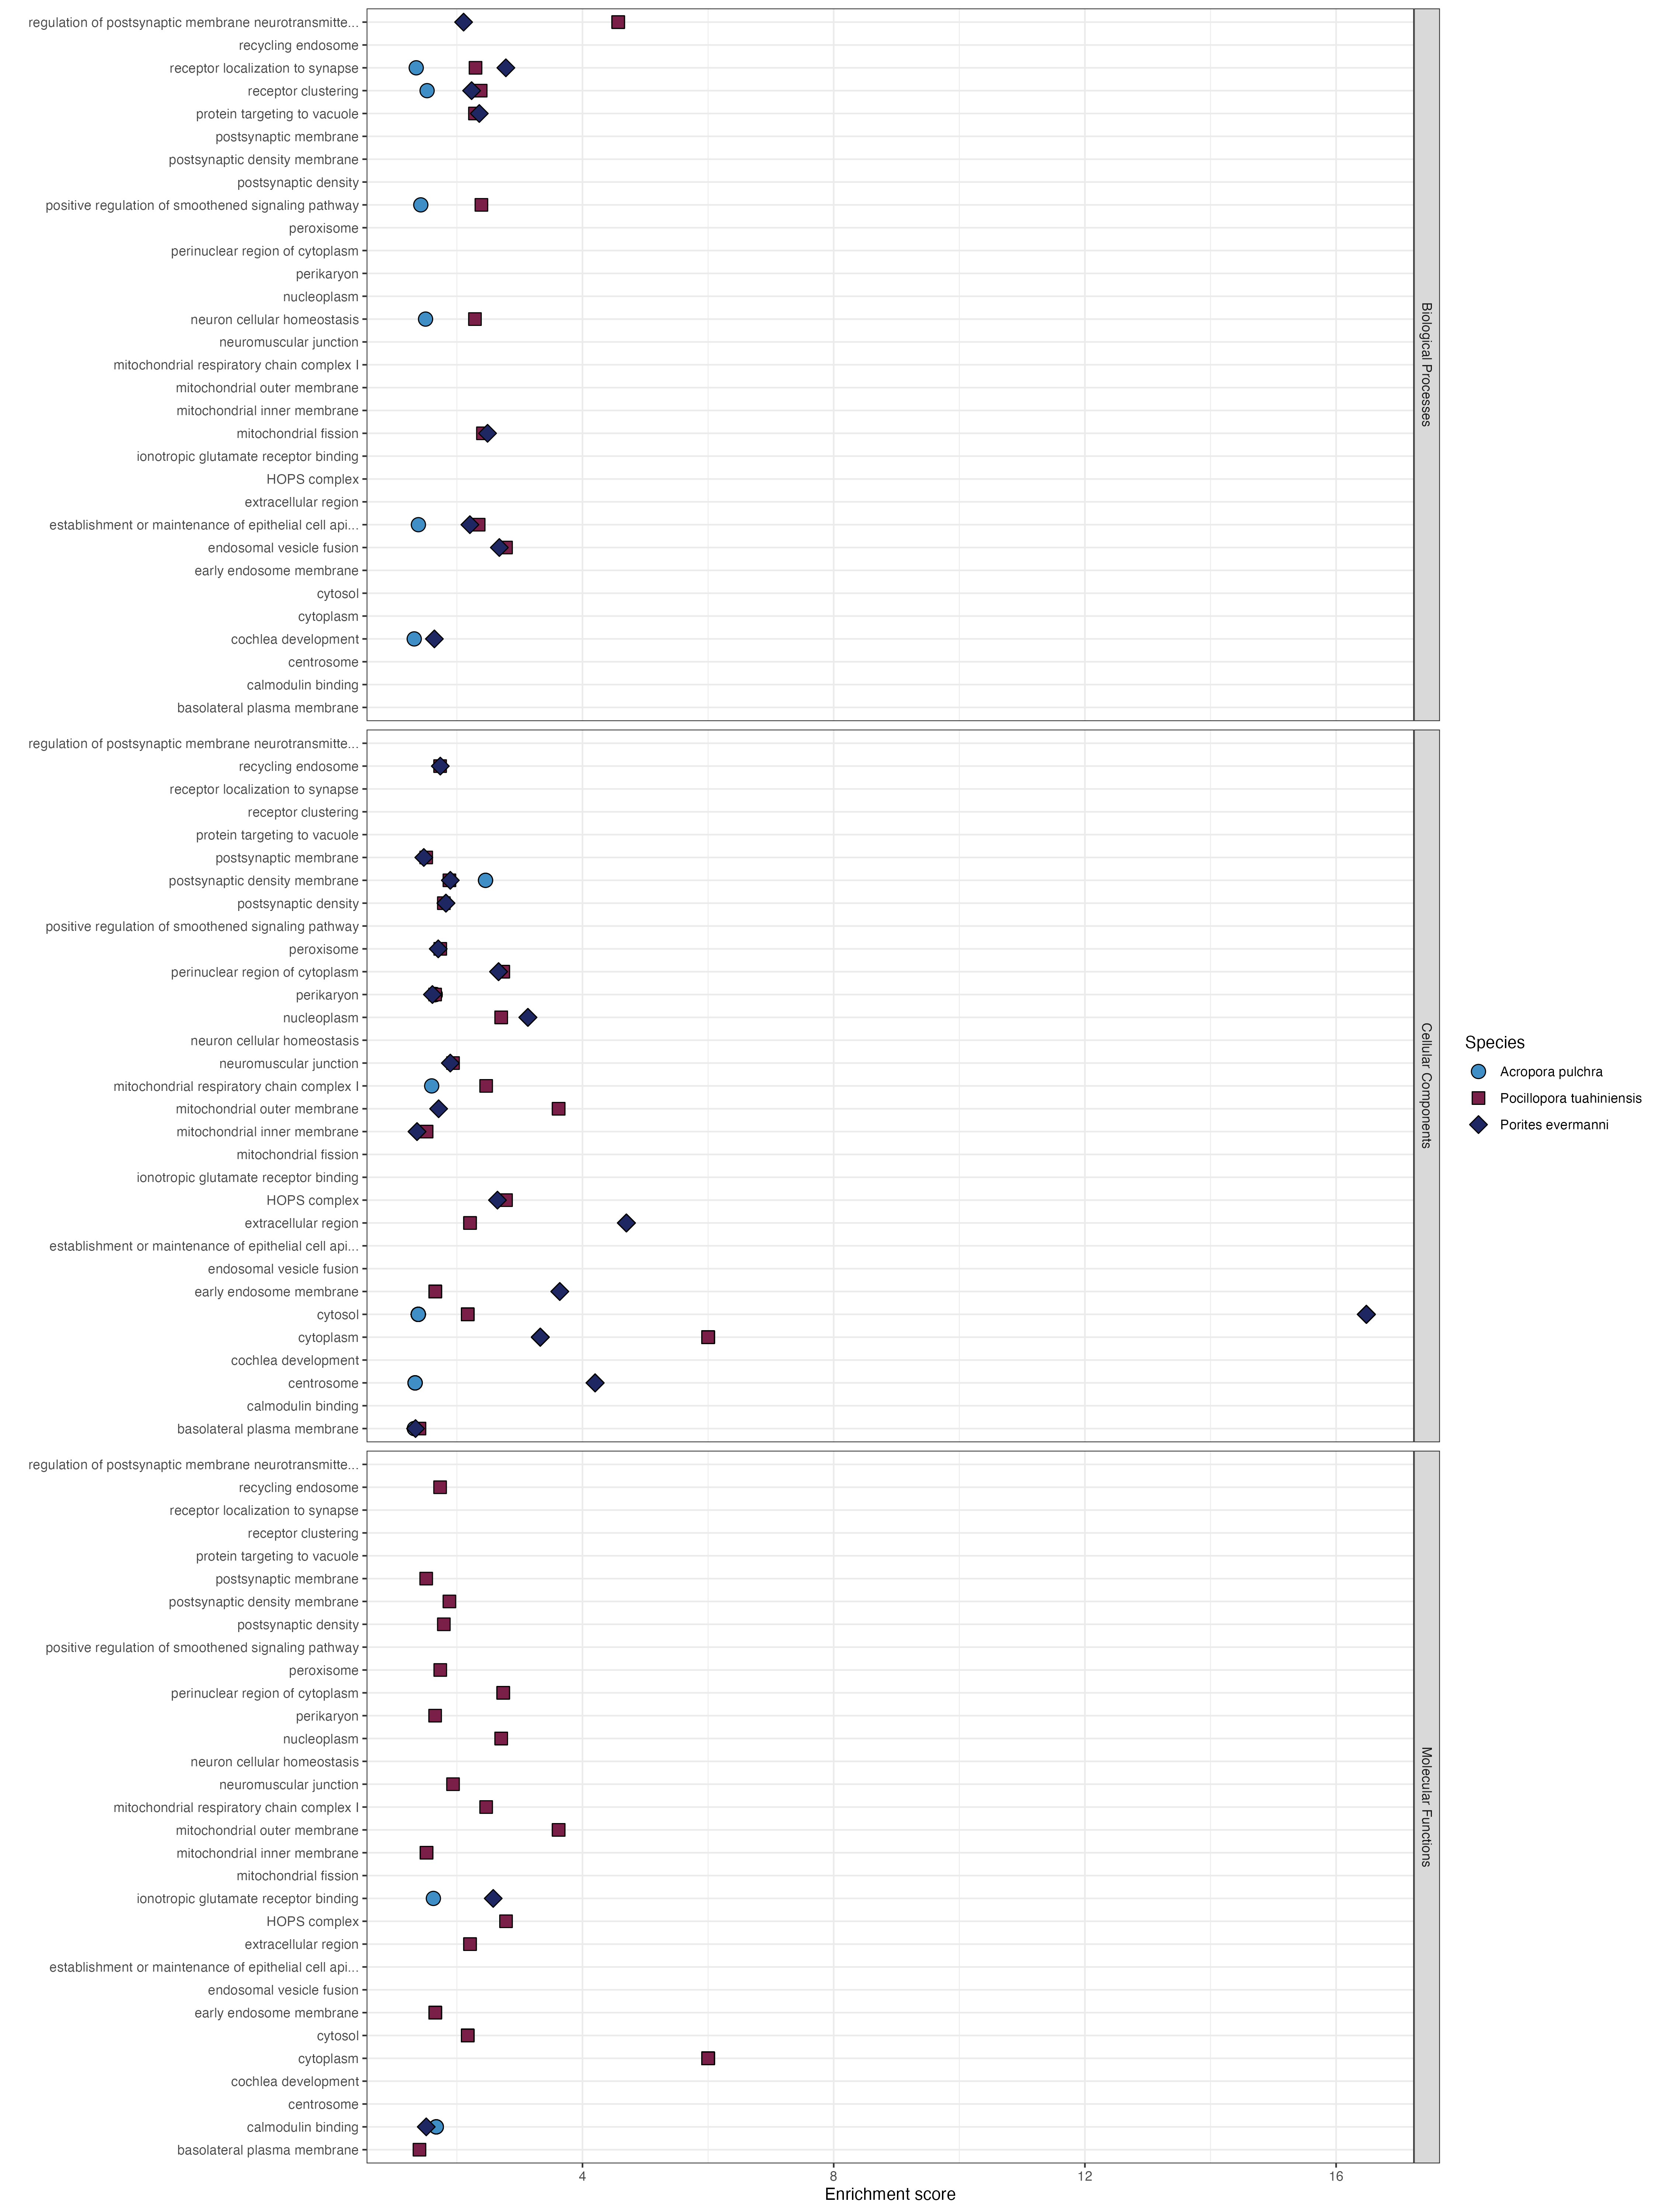 regulation of postsynaptic membrane neurotransmitte...
recycling endosome
receptor localization to synapse
receptor clustering
protein targeting to vacuole
postsynaptic membrane
postsynaptic density membrane
postsynaptic density
positive regulation of smoothened signaling pathway
peroxisome
perinuclear region of cytoplasm
perikaryon
nucleoplasm
neuron cellular homeostasis
neuromuscular junction
mitochondrial respiratory chain complex I
mitochondrial outer membrane
mitochondrial inner membrane
mitochondrial fission
ionotropic glutamate receptor binding
HOPS complex
extracellular region
establishment or maintenance of epithelial cell api...
endosomal vesicle fusion
early endosome membrane
cytosol
cytoplasm
cochlea development
centrosome
calmodulin binding
basolateral plasma membrane
Biological Processes
regulation of postsynaptic membrane neurotransmitte...
recycling endosome
receptor localization to synapse
receptor clustering
protein targeting to vacuole
postsynaptic membrane
postsynaptic density membrane
postsynaptic density
positive regulation of smoothened signaling pathway
peroxisome
perinuclear region of cytoplasm
perikaryon
nucleoplasm
neuron cellular homeostasis
neuromuscular junction
mitochondrial respiratory chain complex I
mitochondrial outer membrane
mitochondrial inner membrane
mitochondrial fission
ionotropic glutamate receptor binding
HOPS complex
extracellular region
establishment or maintenance of epithelial cell api...
endosomal vesicle fusion
early endosome membrane
cytosol
cytoplasm
cochlea development
centrosome
calmodulin binding
basolateral plasma membrane
Cellular Components
regulation of postsynaptic membrane neurotransmitte...
recycling endosome
receptor localization to synapse
receptor clustering
protein targeting to vacuole
postsynaptic membrane
postsynaptic density membrane
postsynaptic density
positive regulation of smoothened signaling pathway
peroxisome
perinuclear region of cytoplasm
perikaryon
nucleoplasm
neuron cellular homeostasis
neuromuscular junction
mitochondrial respiratory chain complex I
mitochondrial outer membrane
mitochondrial inner membrane
mitochondrial fission
ionotropic glutamate receptor binding
HOPS complex
extracellular region
establishment or maintenance of epithelial cell api...
endosomal vesicle fusion
early endosome membrane
cytosol
cytoplasm
cochlea development
centrosome
calmodulin binding
basolateral plasma membrane
Molecular Functions
4 8 12 16
Enrichment score
Species
Acropora pulchra
Pocillopora tuahiniensis
Porites evermanni